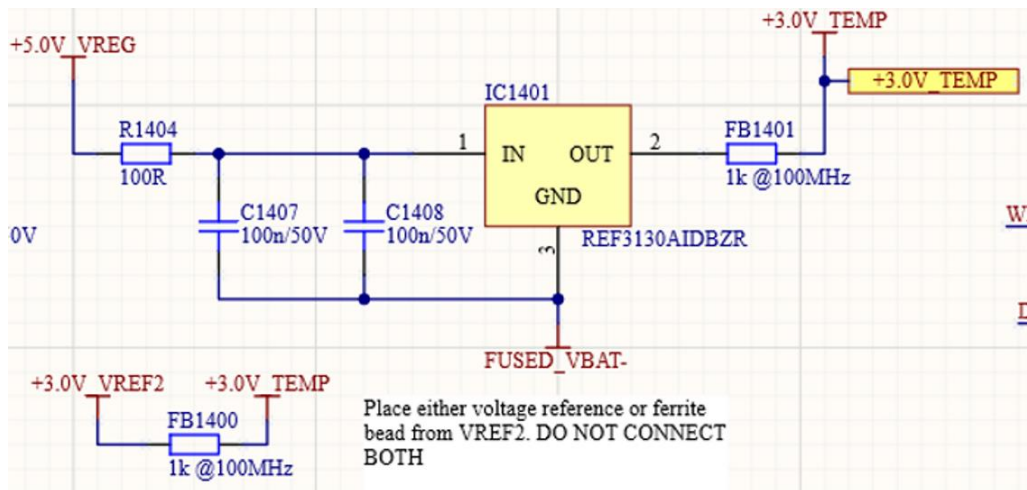 +3.0V_TEMP
+5.0V_VREG
+3.0V_TEMP
IC1401
R1404
1
IN
OUT
2
FB1401
100R
1k @100MHz
GND
C1407
C1408
0V
100n/50V
100n/50V
3
REF3130AIDBZR
FUSED_VBAT-
+3.0V_VREF2
+3.0V_TEMP
FB1400
1k @100MHz
Place either voltage reference or ferrite
bead from VREF2. DO NOT CONNECT
BOTH